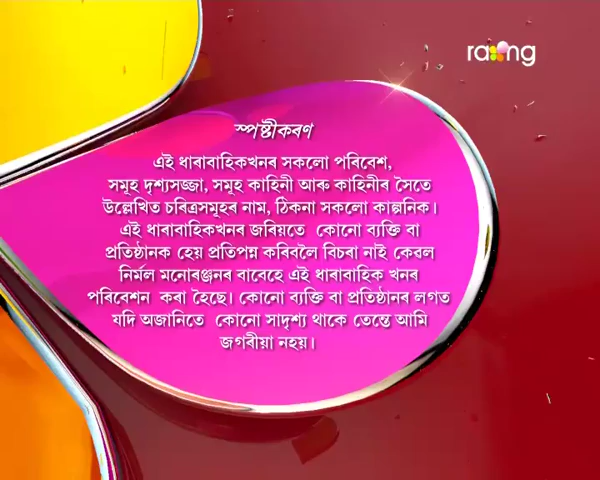 raxng
স্পষ্টীকৰণ
এই ধাৰাবাহিকখনৰ সকলো পৰিবেশ,
সমূহ দৃশ্যসজ্জা, সমূহ কাহিনী আৰু কাহিনীৰ সৈতে
উল্লেখিত চৰিত্ৰসমূহৰ নাম, ঠিকনা সকলো কাল্পনিক।
এই ধাৰাবাহিকখনৰ জৰিয়তে কোনো ব্যক্তি বা
প্ৰতিষ্ঠানক হেয় প্ৰতিপন্ন কৰিবলৈ বিচৰা নাই কেৱল
নিৰ্মল মনোৰঞ্জনৰ বাবেহে এই ধাৰাবাহিক খনৰ
পৰিবেশন কৰা হৈছে। কোনো ব্যক্তি বা প্ৰতিষ্ঠানৰ লগত
যদি অজানিতে কোনো সাদৃশ্য থাকে তেন্তে আমি
জগৰীয়া নহয়।